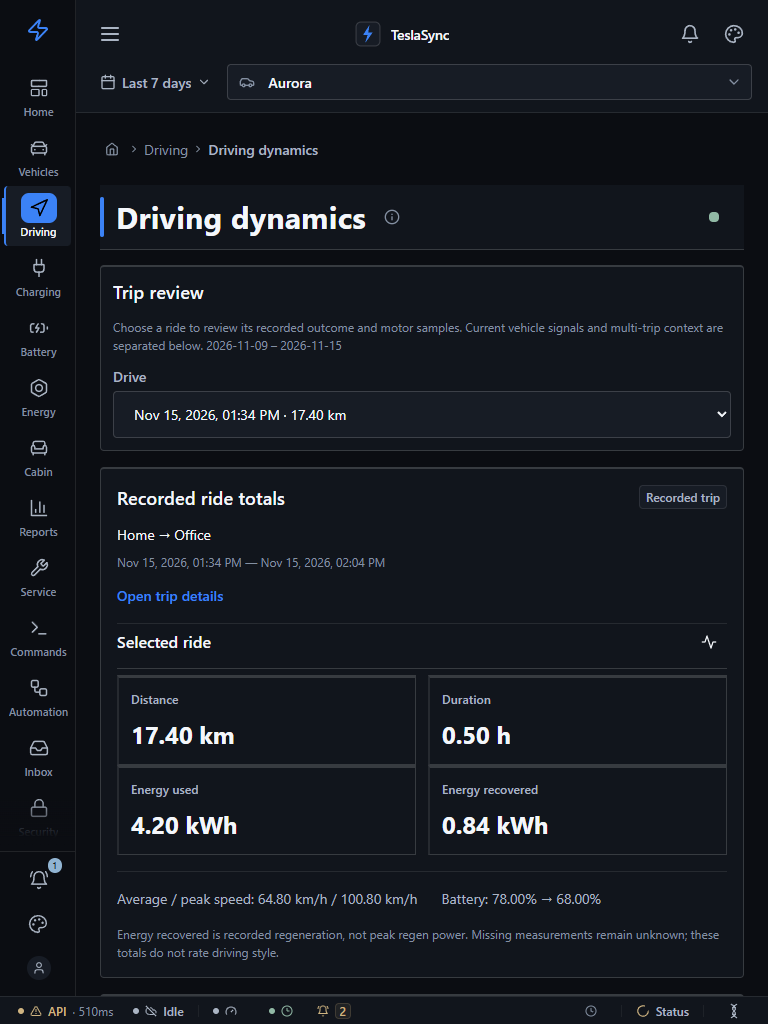 TeslaSync
Last 7 days
Aurora
Home
Vehicles
Driving
Charging
Battery
Energy
Cabin
Reports
Service
Commands
Automation
Inbox
Security
1
Driving
Driving dynamics
Driving dynamics
Trip review
Choose a ride to review its recorded outcome and motor samples. Current vehicle signals and multi-trip context are
separated below. 2026-11-09 – 2026-11-15
Drive
Nov 15, 2026, 01:34 PM · 17.40 km
Recorded ride totals
Recorded trip
Home → Office
Nov 15, 2026, 01:34 PM — Nov 15, 2026, 02:04 PM
Open trip details
Selected ride
Distance
17.40 km
Duration
0.50 h
Energy used
4.20 kWh
Energy recovered
0.84 kWh
Average / peak speed: 64.80 km/h / 100.80 km/h
Battery: 78.00% → 68.00%
Energy recovered is recorded regeneration, not peak regen power. Missing measurements remain unknown; these
totals do not rate driving style.
API · 510ms
Idle
2
Status